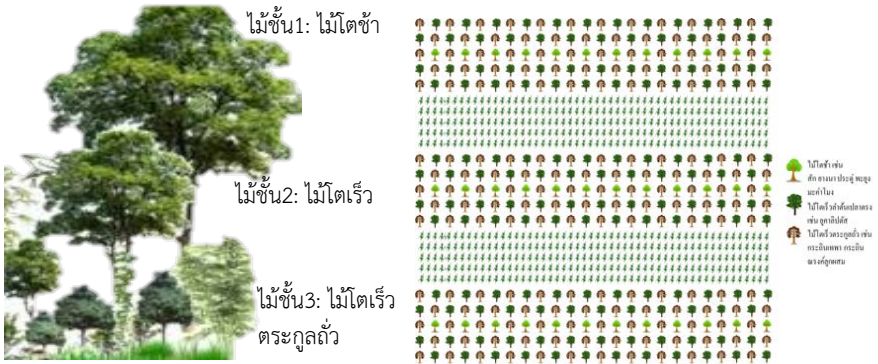 ไม้ชั้น1: ไม้โตช้า
ไม้ชั้น2: ไม้โตเร็ว
ไม้ชั้น3: ไม้โตเร็ว
ตระกูลถั่ว
ไม้โตช้า เช่น
สัก ยางนา ประดู่ พะยูง
มะค่าโมง
ไม้โตเร็วลำต้นเปลาตรง
เช่น ยูคาลิปตัส
ไม้โตเร็วตระกูลถั่ว เช่น
กระถินเทพา กระถิน
ณรงค์ลูกผสม